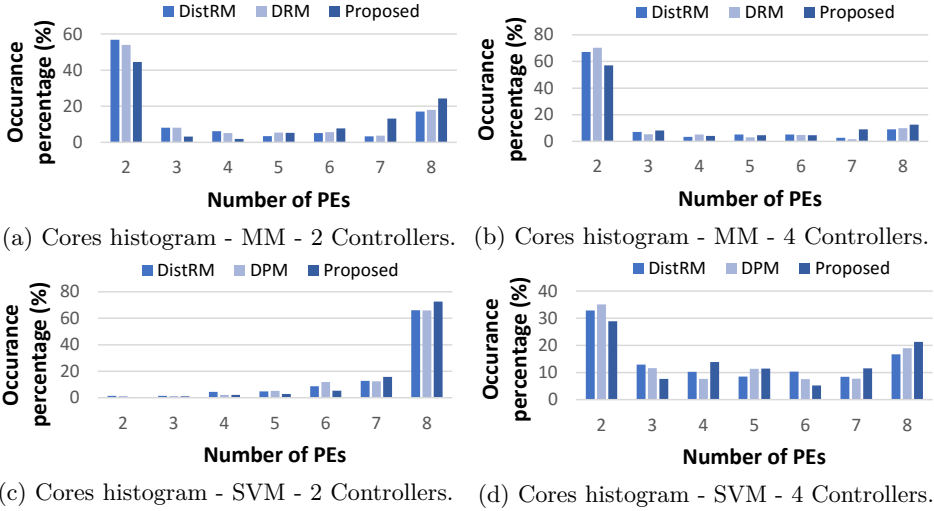 DistRM DRM Proposed
Occurance percentage (%)
60
40
20
0
2 3 4 5 6 7 8
Number of PEs
(a) Cores histogram - MM - 2 Controllers.
DistRM DRM Proposed
Occurance percentage (%)
80
60
40
20
0
2 3 4 5 6 7 8
Number of PEs
(b) Cores histogram - MM - 4 Controllers.
DistRM DPM Proposed
Occurance percentage (%)
80
60
40
20
0
2 3 4 5 6 7 8
Number of PEs
(c) Cores histogram - SVM - 2 Controllers.
DistRM DPM Proposed
Occurance percentage (%)
40
30
20
10
0
2 3 4 5 6 7 8
Number of PEs
(d) Cores histogram - SVM - 4 Controllers.